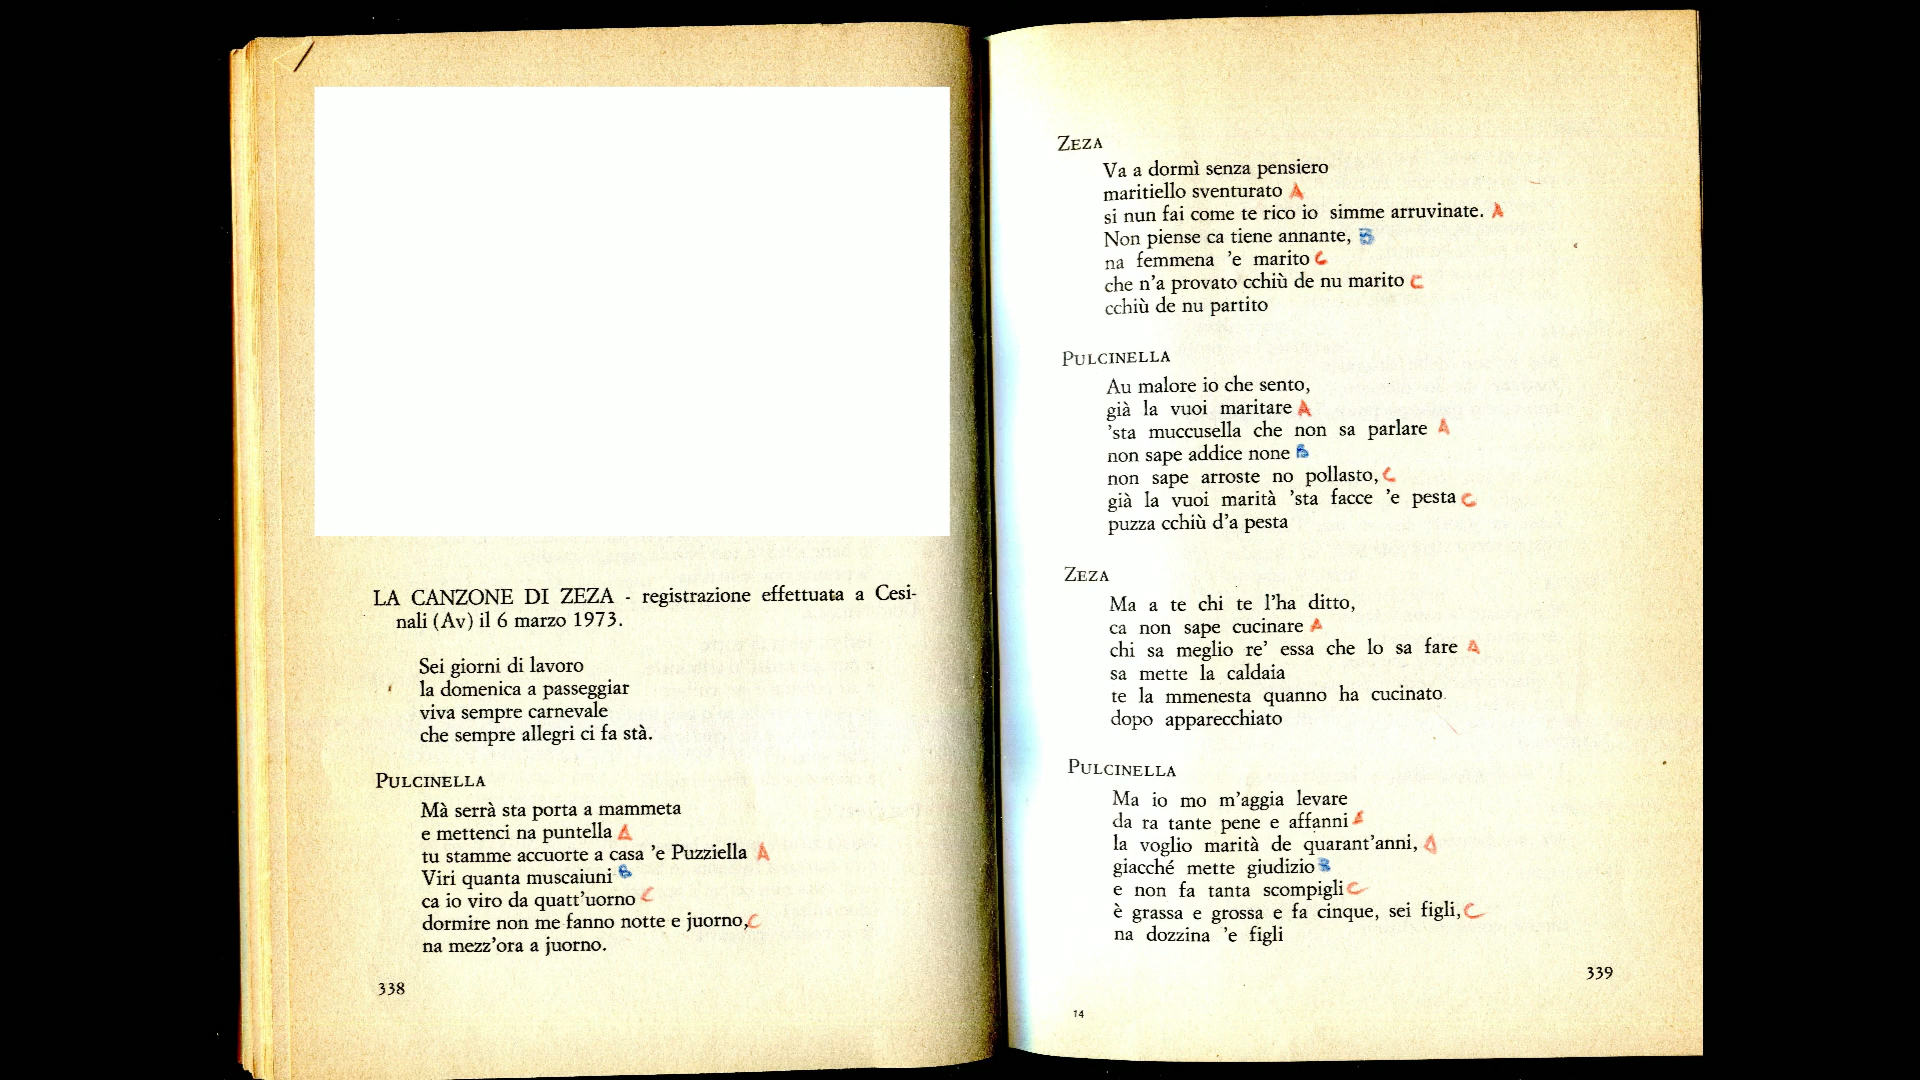 LA CANZONE DI ZEZA - registrazione effettuata a Cesi-
nali (Av) il 6 marzo 1973.
Sei giorni di lavoro
la domenica a passeggiar
viva sempre carnevale
che sempre allegri ci fa stà.
PULCINELLA
Mà serrà sta porta a mammeta
e mettenci na puntella A
tu stamme accuorte a casa 'e Puzziella A
Viri quanta muscaiuni B
ca io viro da quatt'uorno C
dormire non me fanno notte e juorno, C
na mezz'ora a juorno.
338
ZEZA
Va a dormì senza pensiero
maritiello sventurato A
si nun fai come te rico io simme arruvinate. A
Non piense ca tiene annante, B
na femmena 'e marito C
che n'a provato cchiù de nu marito C
cchiù de nu partito
PULCINELLA
Au malore io che sento,
già la vuoi maritare A
'sta muccusella che non sa parlare A
non sape addice none B
non sape arroste no pollasto, C
già la vuoi marità 'sta facce 'e pesta C
puzza cchiù d'a pesta
ZEZA
Ma a te chi te l'ha ditto,
ca non sape cucinare A
chi sa meglio re' essa che lo sa fare A
sa mette la caldaia
te la mmenesta quanno ha cucinato
dopo apparecchiato
PULCINELLA
Ma io mo m'aggia levare
da ra tante pene e affanni A
la voglio marità de quarant'anni, A
giacché mette giudizio B
e non fa tanta scompigli C
è grassa e grossa e fa cinque, sei figli, C
na dozzina 'e figli
339
14